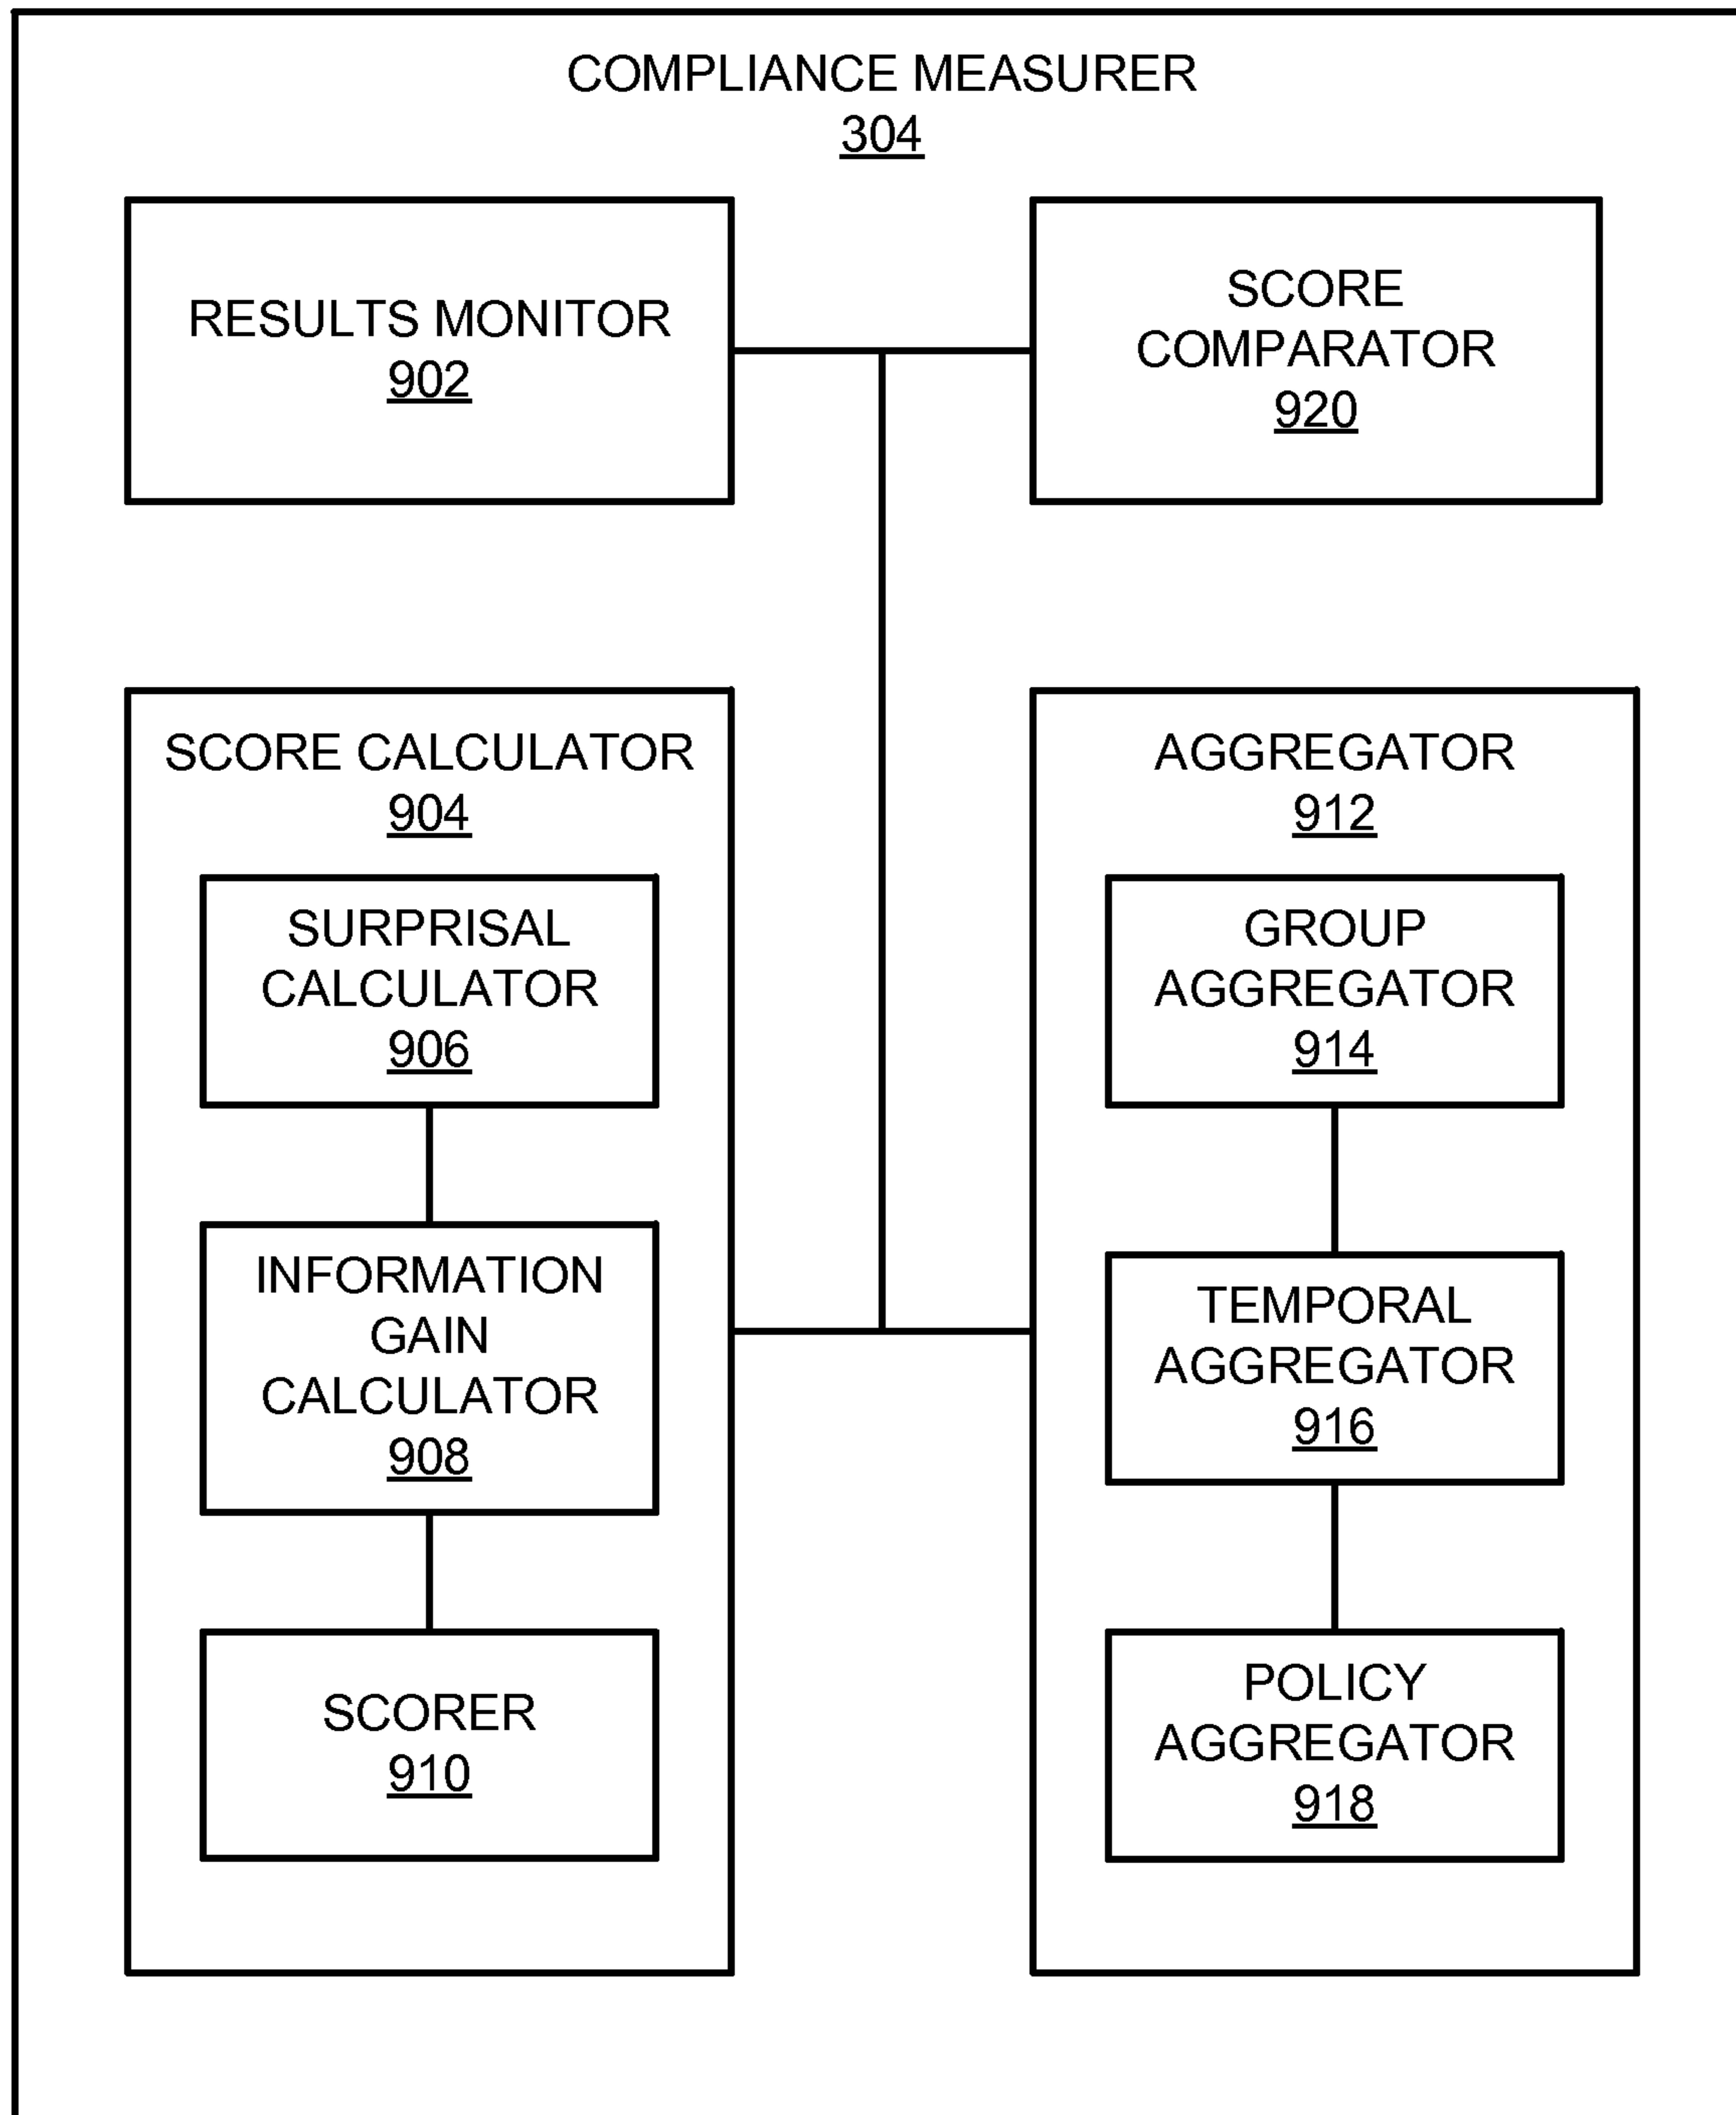 COMPLIANCE MEASURER
304
RESULTS MONITOR
902
SCORE
COMPARATOR
920
SCORE CALCULATOR
904
SURPRISAL
CALCULATOR
906
INFORMATION
GAIN
CALCULATOR
908
SCORER
910
AGGREGATOR
912
GROUP
AGGREGATOR
914
TEMPORAL
AGGREGATOR
916
POLICY
AGGREGATOR
918